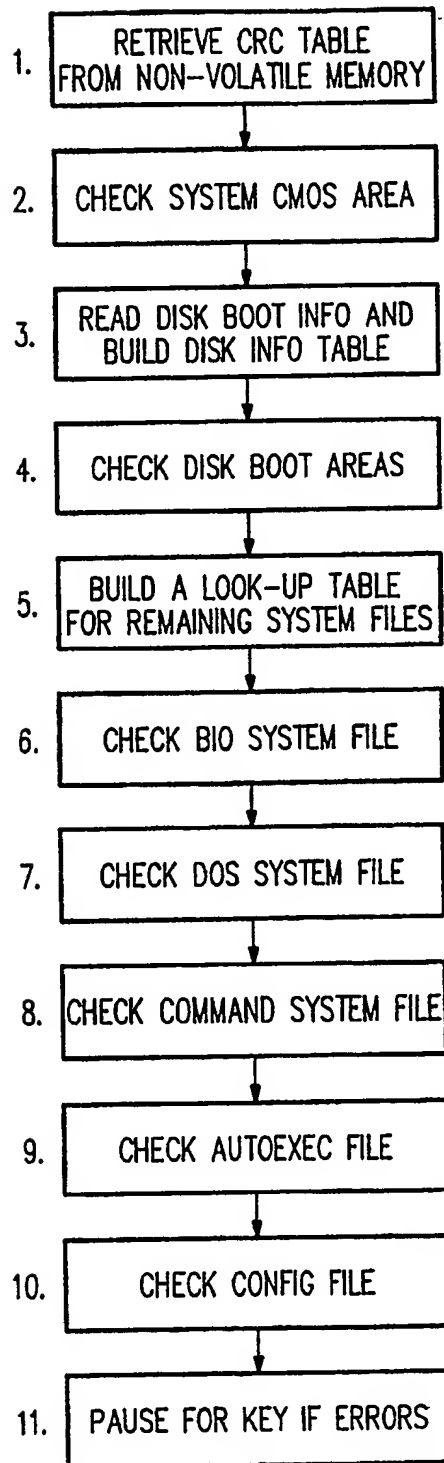 1. RETRIEVE CRC TABLE
FROM NON-VOLATILE MEMORY
2. CHECK SYSTEM CMOS AREA
3. READ DISK BOOT INFO AND
BUILD DISK INFO TABLE
4. CHECK DISK BOOT AREAS
5. BUILD A LOOK-UP TABLE
FOR REMAINING SYSTEM FILES
6. CHECK BIO SYSTEM FILE
7. CHECK DOS SYSTEM FILE
8. CHECK COMMAND SYSTEM FILE
9. CHECK AUTOEXEC FILE
10. CHECK CONFIG FILE
11. PAUSE FOR KEY IF ERRORS